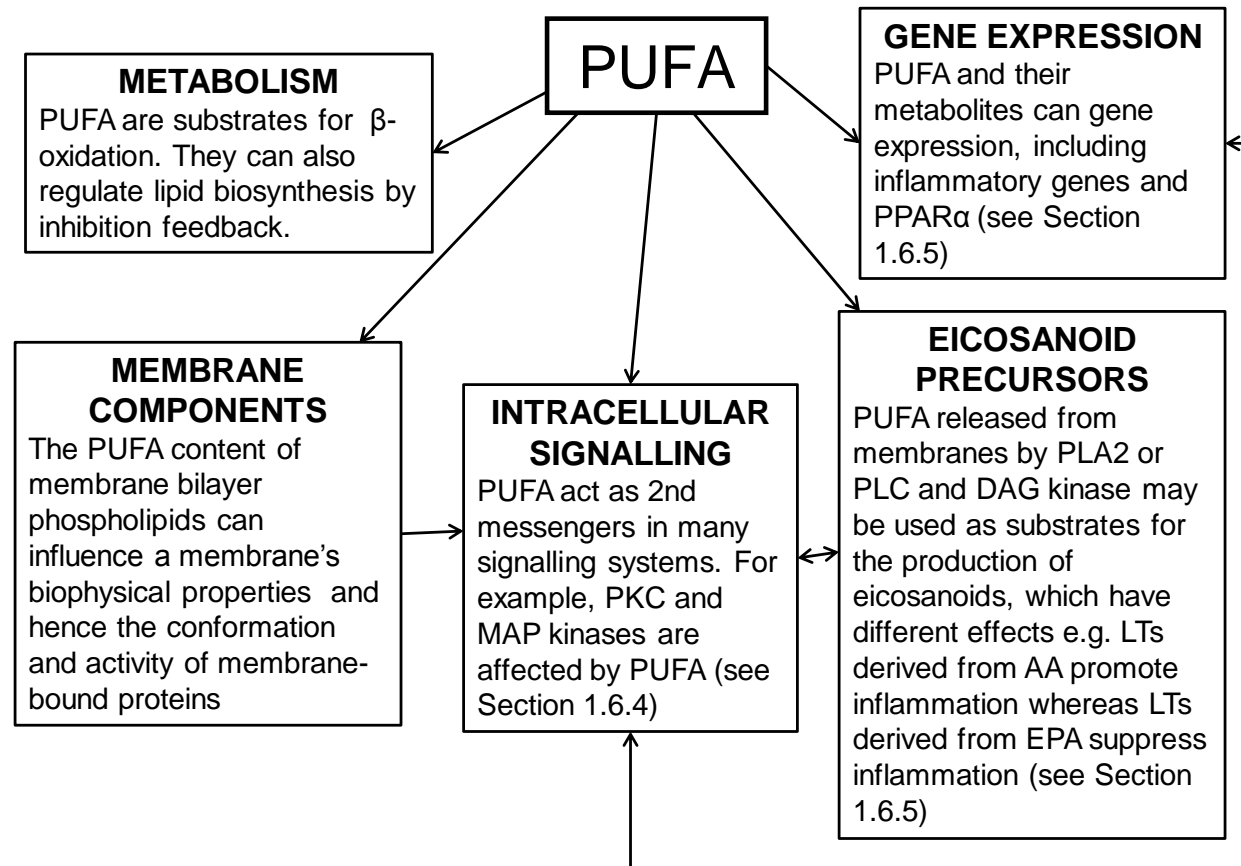 PUFA
METABOLISM
PUFA are substrates for β-
oxidation. They can also
regulate lipid biosynthesis by
inhibition feedback.
GENE EXPRESSION
PUFA and their
metabolites can gene
expression, including
inflammatory genes and
PPARα (see Section
1.6.5)
MEMBRANE
COMPONENTS
The PUFA content of
membrane bilayer
phospholipids can
influence a membrane’s
biophysical properties and
hence the conformation
and activity of membrane-
bound proteins
INTRACELLULAR
SIGNALLING
PUFA act as 2nd
messengers in many
signalling systems. For
example, PKC and
MAP kinases are
affected by PUFA (see
Section 1.6.4)
EICOSANOID
PRECURSORS
PUFA released from
membranes by PLA2 or
PLC and DAG kinase may
be used as substrates for
the production of
eicosanoids, which have
different effects e.g. LTs
derived from AA promote
inflammation whereas LTs
derived from EPA suppress
inflammation (see Section
1.6.5)